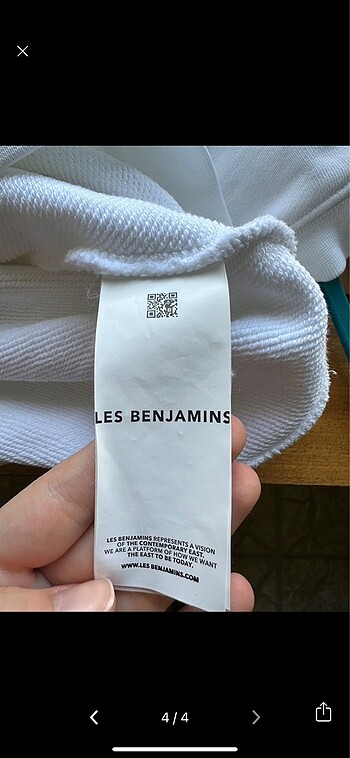 LES BENJAMINS
LES BENJAMINS REPRESENTS A VISION
OF THE CONTEMPORARY EAST.
WE ARE A PLATFORM OF HOW WE WANT
THE EAST TO BE TODAY.
WWW.LES BENJAMINS.COM
4/4